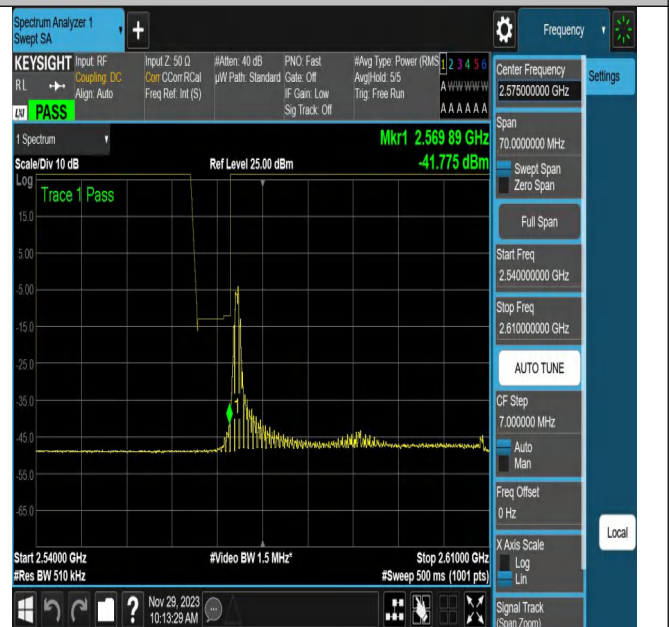 Spectrum Analyzer 1
Swept SA
+
Frequency
KEYSIGHT
RL
LXI
PASS
Input: RF
Coupling: DC
Align: Auto
Input Z: 50 Ω
Corr CCorr RCal
Freq Ref: Int (S)
#Atten: 40 dB
µW Path: Standard
PNO: Fast
Gate: Off
IF Gain: Low
Sig Track: Off
#Avg Type: Power (RMS
Avg|Hold: 5/5
Trig: Free Run
1 2 3 4 5 6
A W W W W W
A A A A A A
1 Spectrum
Scale/Div 10 dB
Log
Ref Level 25.00 dBm
Mkr1 2.569 89 GHz
-41.775 dBm
Trace 1 Pass
15.0
5.00
-5.00
-15.0
-25.0
-35.0
-45.0
-55.0
-65.0
1
Start 2.54000 GHz
#Res BW 510 kHz
#Video BW 1.5 MHz*
Stop 2.61000 GHz
#Sweep 500 ms (1001 pts)
Nov 29, 2023
10:13:29 AM
?
Center Frequency
2.575000000 GHz
Settings
Span
70.0000000 MHz
Swept Span
Zero Span
Full Span
Start Freq
2.540000000 GHz
Stop Freq
2.610000000 GHz
AUTO TUNE
CF Step
7.000000 MHz
Auto
Man
Freq Offset
0 Hz
X Axis Scale
Log
Lin
Local
Signal Track
(Span Zoom)